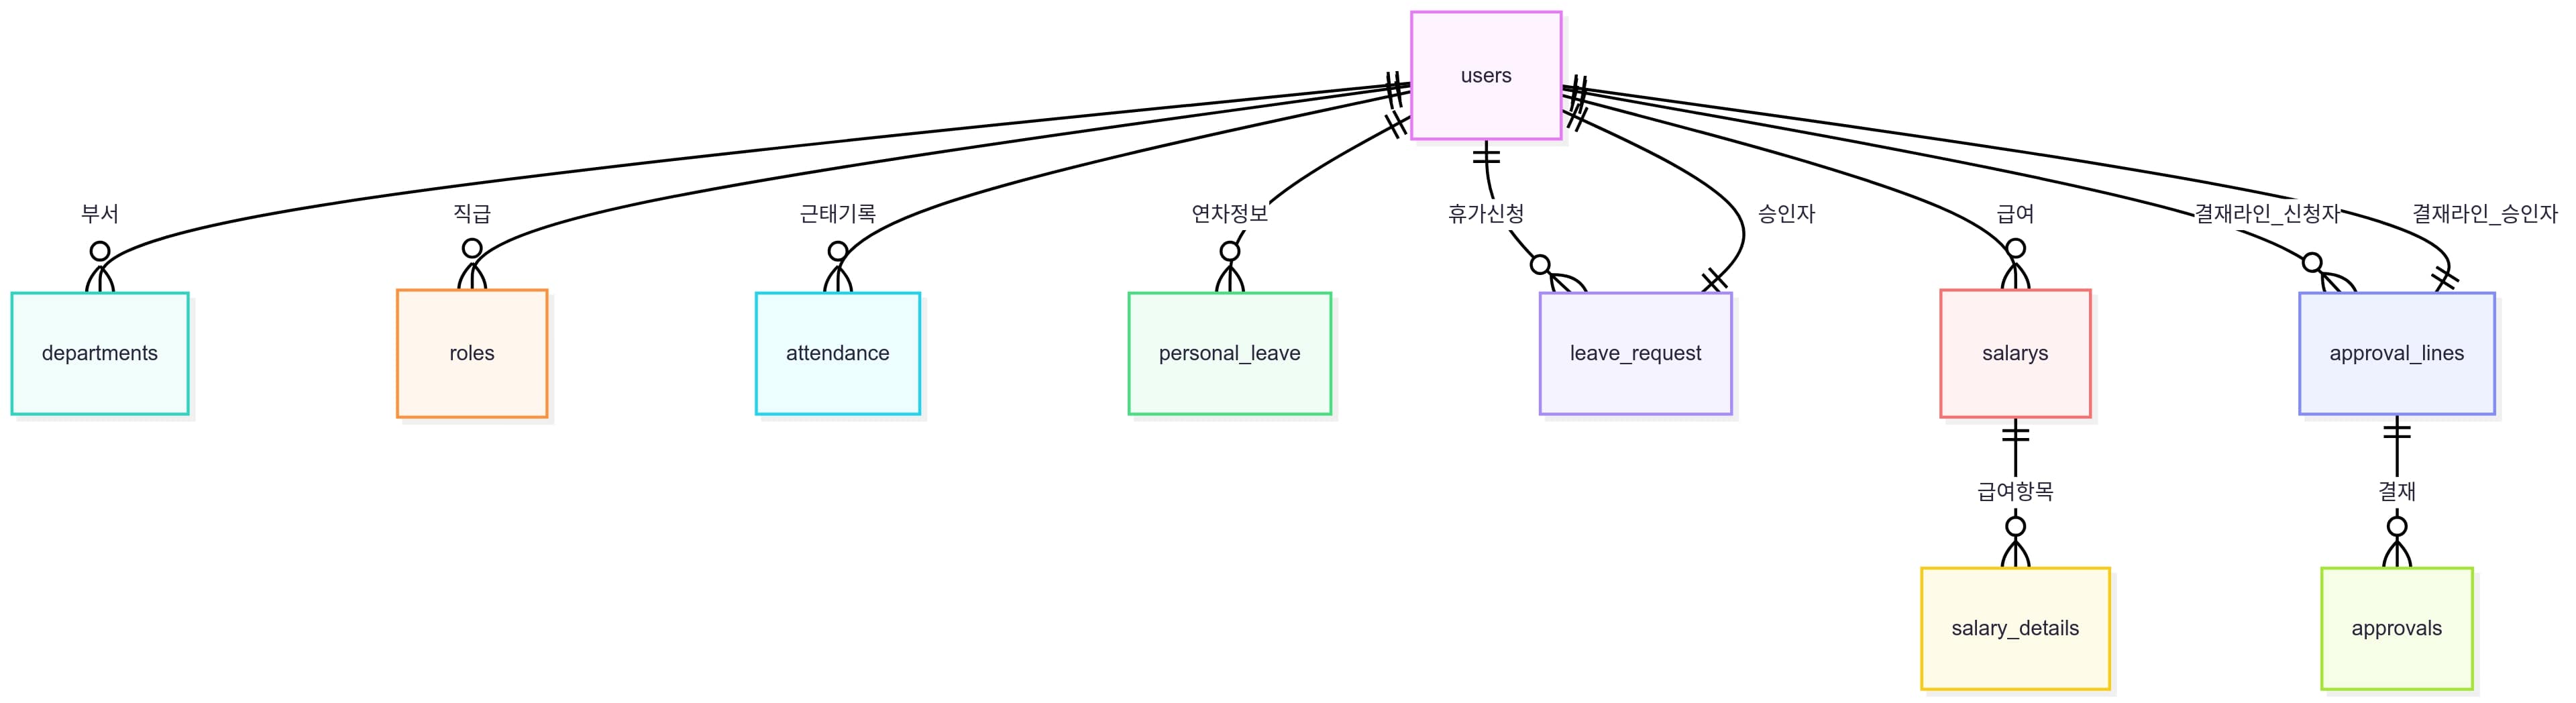 users
부서
직급
근태기록
연차정보
휴가신청
승인자
급여
결재라인_신청자
결재라인_승인자
departments
roles
attendance
personal_leave
leave_request
salarys
approval_lines
급여항목
결재
salary_details
approvals